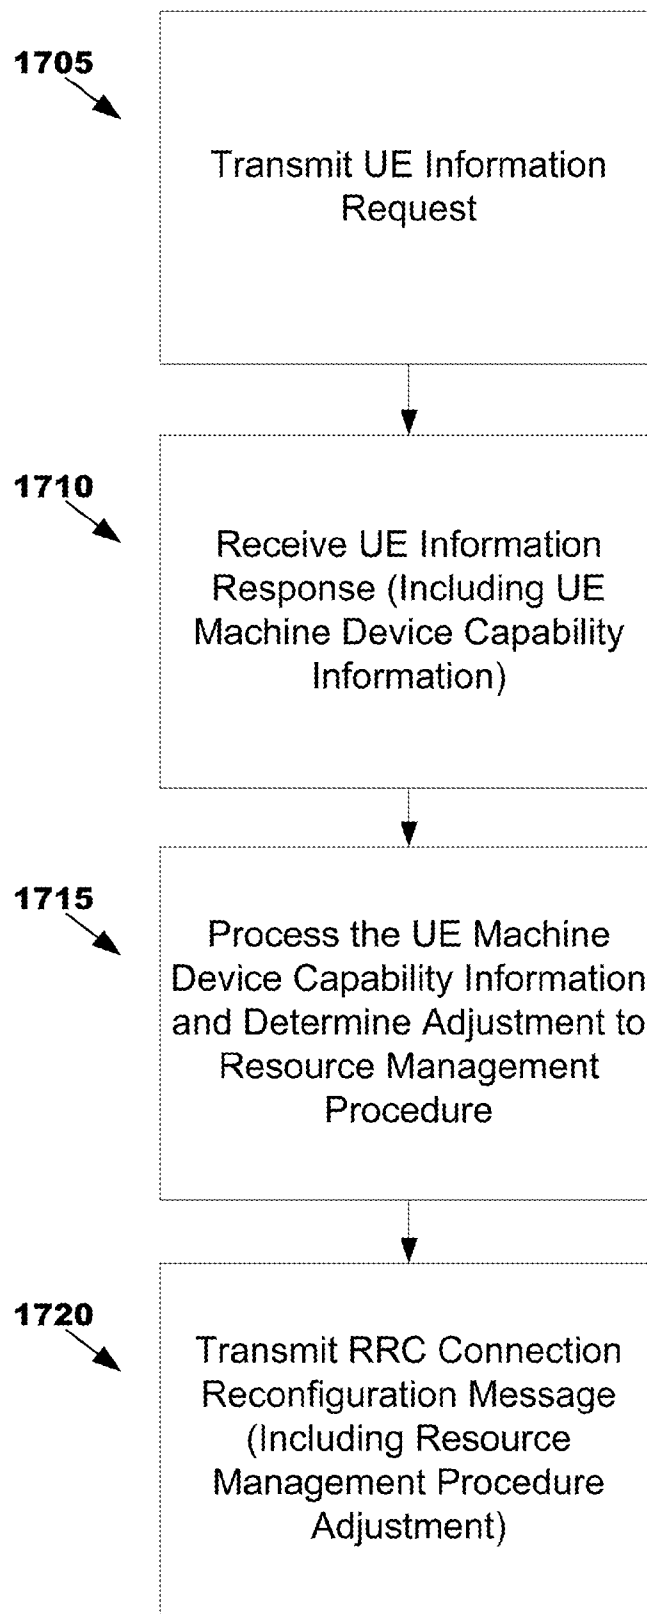 1705
Transmit UE Information
Request
1710
Receive UE Information
Response (Including UE
Machine Device Capability
Information)
1715
Process the UE Machine
Device Capability Information
and Determine Adjustment to
Resource Management
Procedure
1720
Transmit RRC Connection
Reconfiguration Message
(Including Resource
Management Procedure
Adjustment)